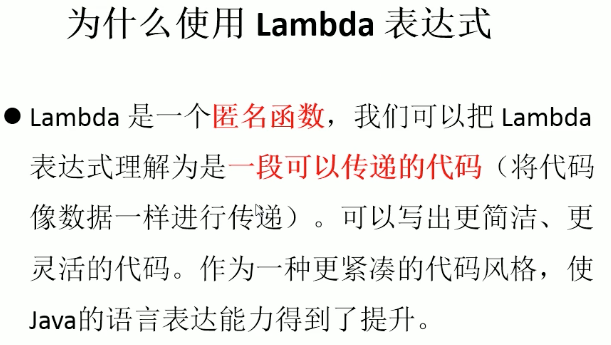 为什么使用 Lambda 表达式
● Lambda 是一个匿名函数，我们可以把 Lambda
表达式理解为是一段可以传递的代码（将代码
像数据一样进行传递）。可以写出更简洁、更
灵活的代码。作为一种更紧凑的代码风格，使
Java的语言表达能力得到了提升。